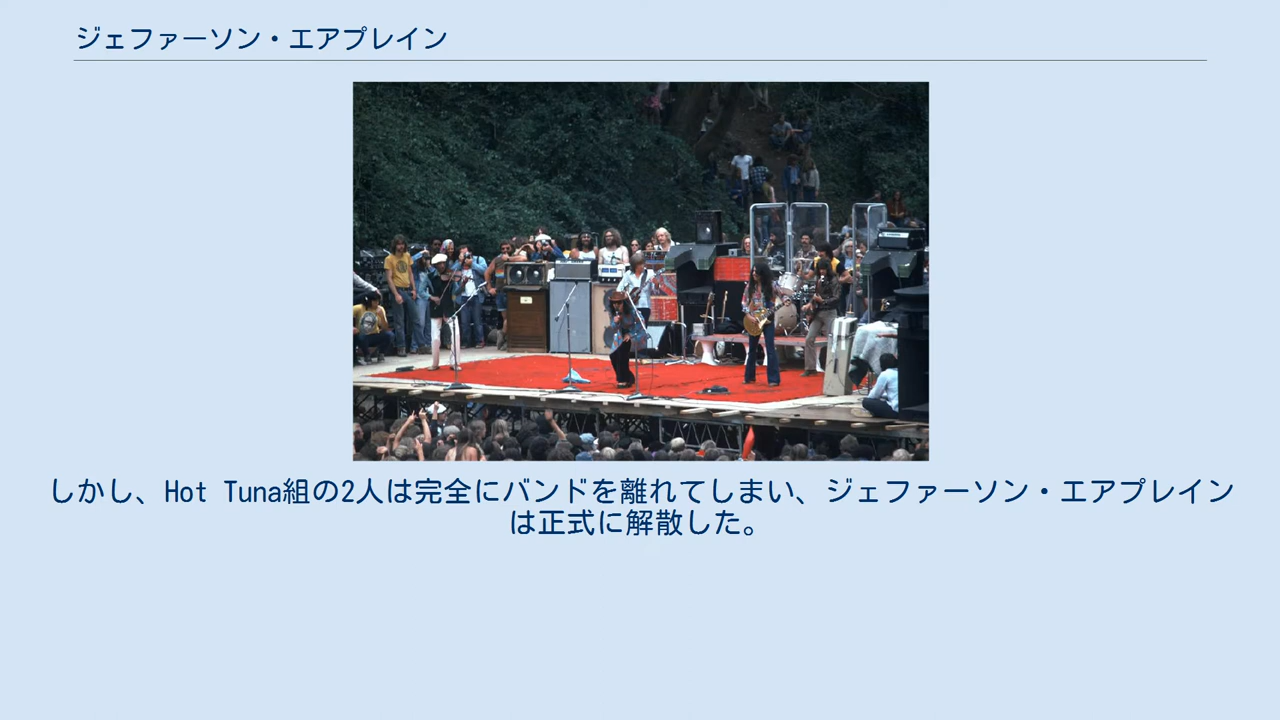 ジェファーソン・エアプレイン
しかし、Hot Tuna組の2人は完全にバンドを離れてしまい、ジェファーソン・エアプレイン
は正式に解散した。